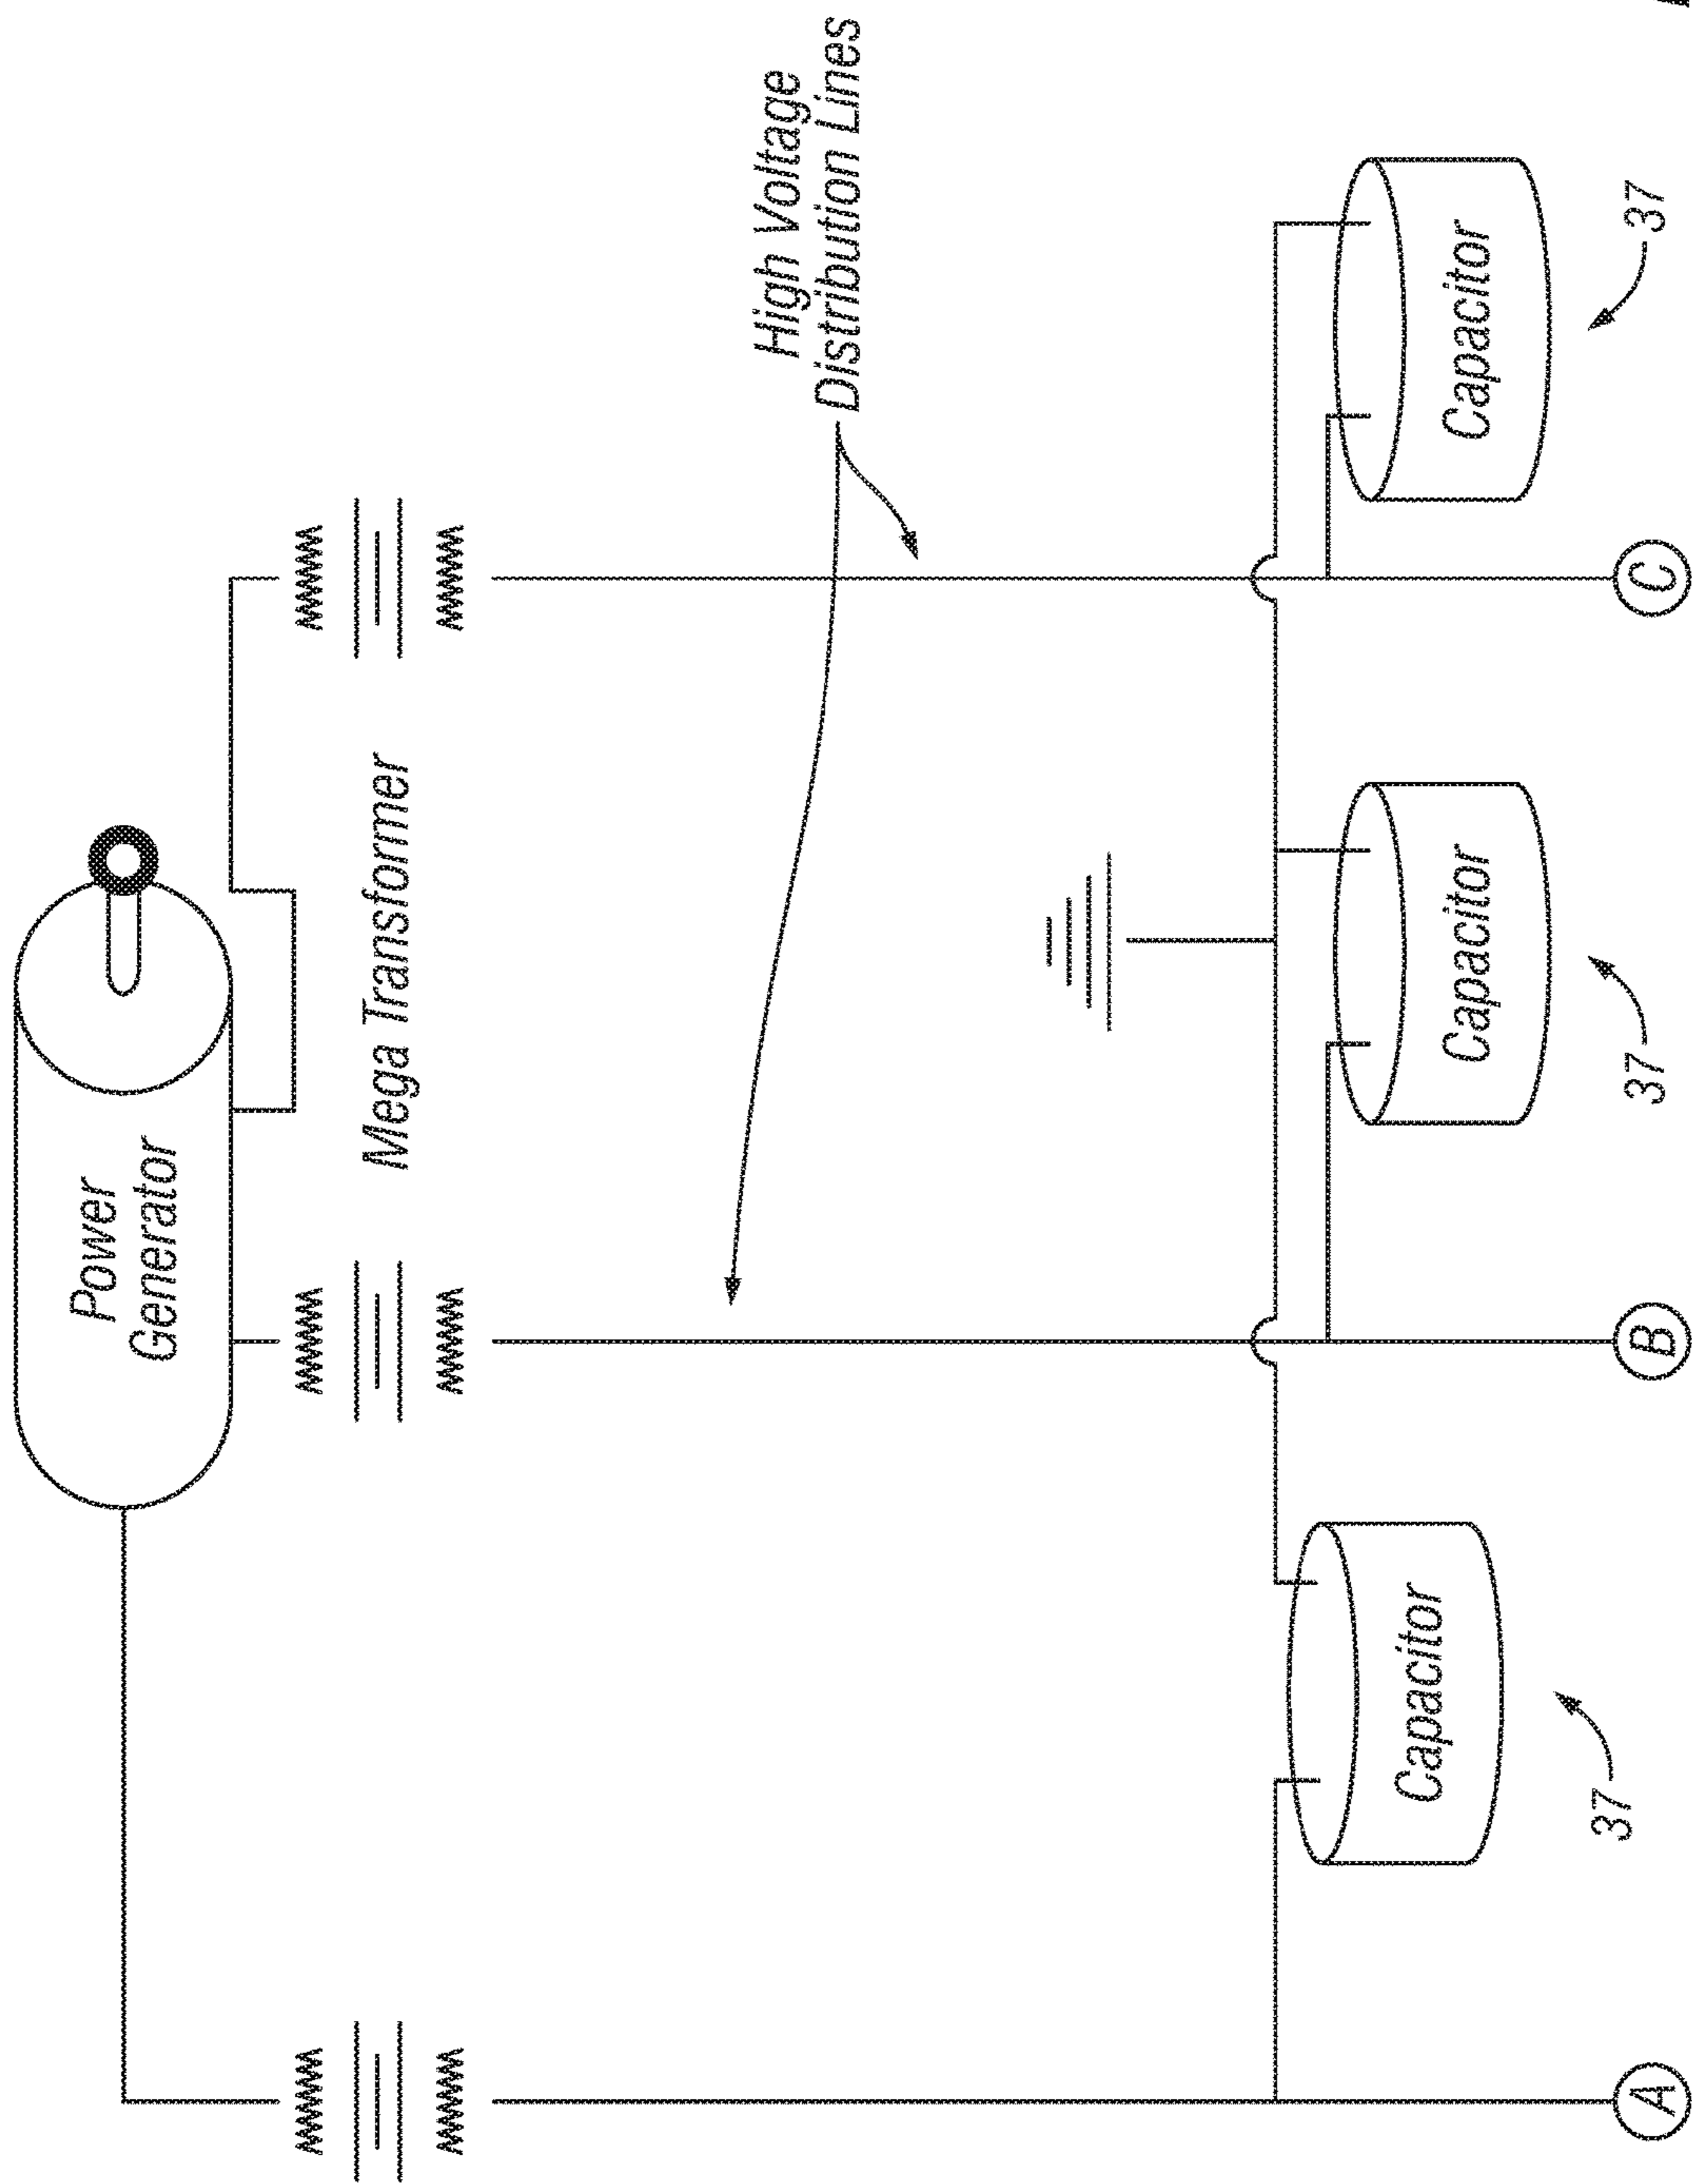 Power
Generator
Mega Transformer
High Voltage
Distribution Lines
Capacitor
Capacitor
Capacitor
37
37
37
A
B
C